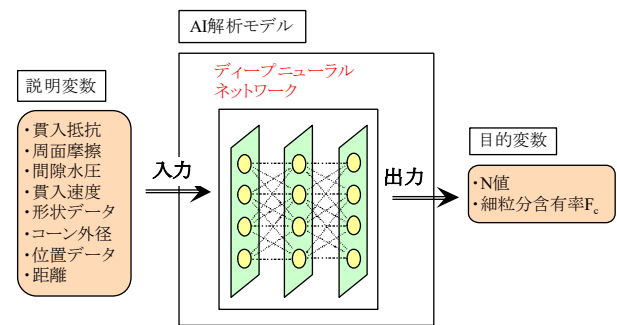 AI解析モデル
説明変数
・貫入抵抗
・周面摩擦
・間隙水圧
・貫入速度
・形状データ
・コーン外径
・位置データ
・距離
入力
ディープニューラル
ネットワーク
出力
目的変数
・N値
・細粒分含有率Fc